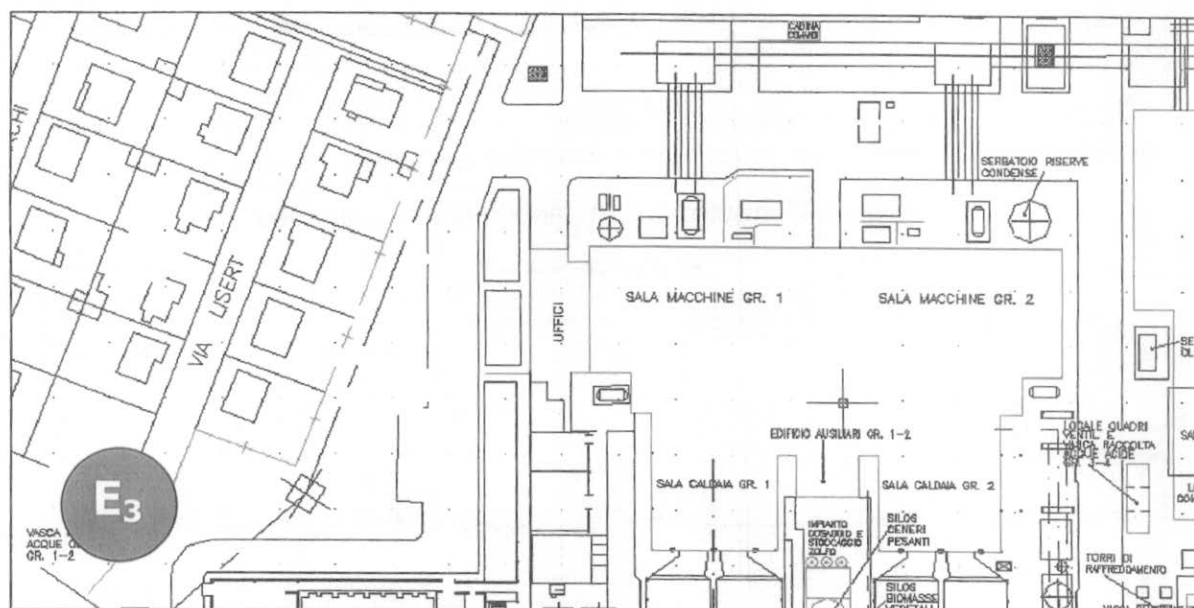 CABINA
COMANDI
SERBATOIO RISERVE
CONDENSE
SALA MACCHINE GR. 1
SALA MACCHINE GR. 2
UFFICI
VIA LISERT
EDIFICIO AUSILIARI GR. 1-2
LOCALE QUADRI
VENTIL. E
RACCOLTA
ACQUE ACIDE
SALA CALDAIA GR. 1
SALA CALDAIA GR. 2
E3
VASCA
ACQUE
GR. 1-2
IMPIANTO
DOSAGGIO E
STOCCAGGIO
ZOLFO
SILOS
CENERI
PESANTI
SILOS
BIOMASSE
VEGETALI
TORRI DI
RAFFREDDAMENTO